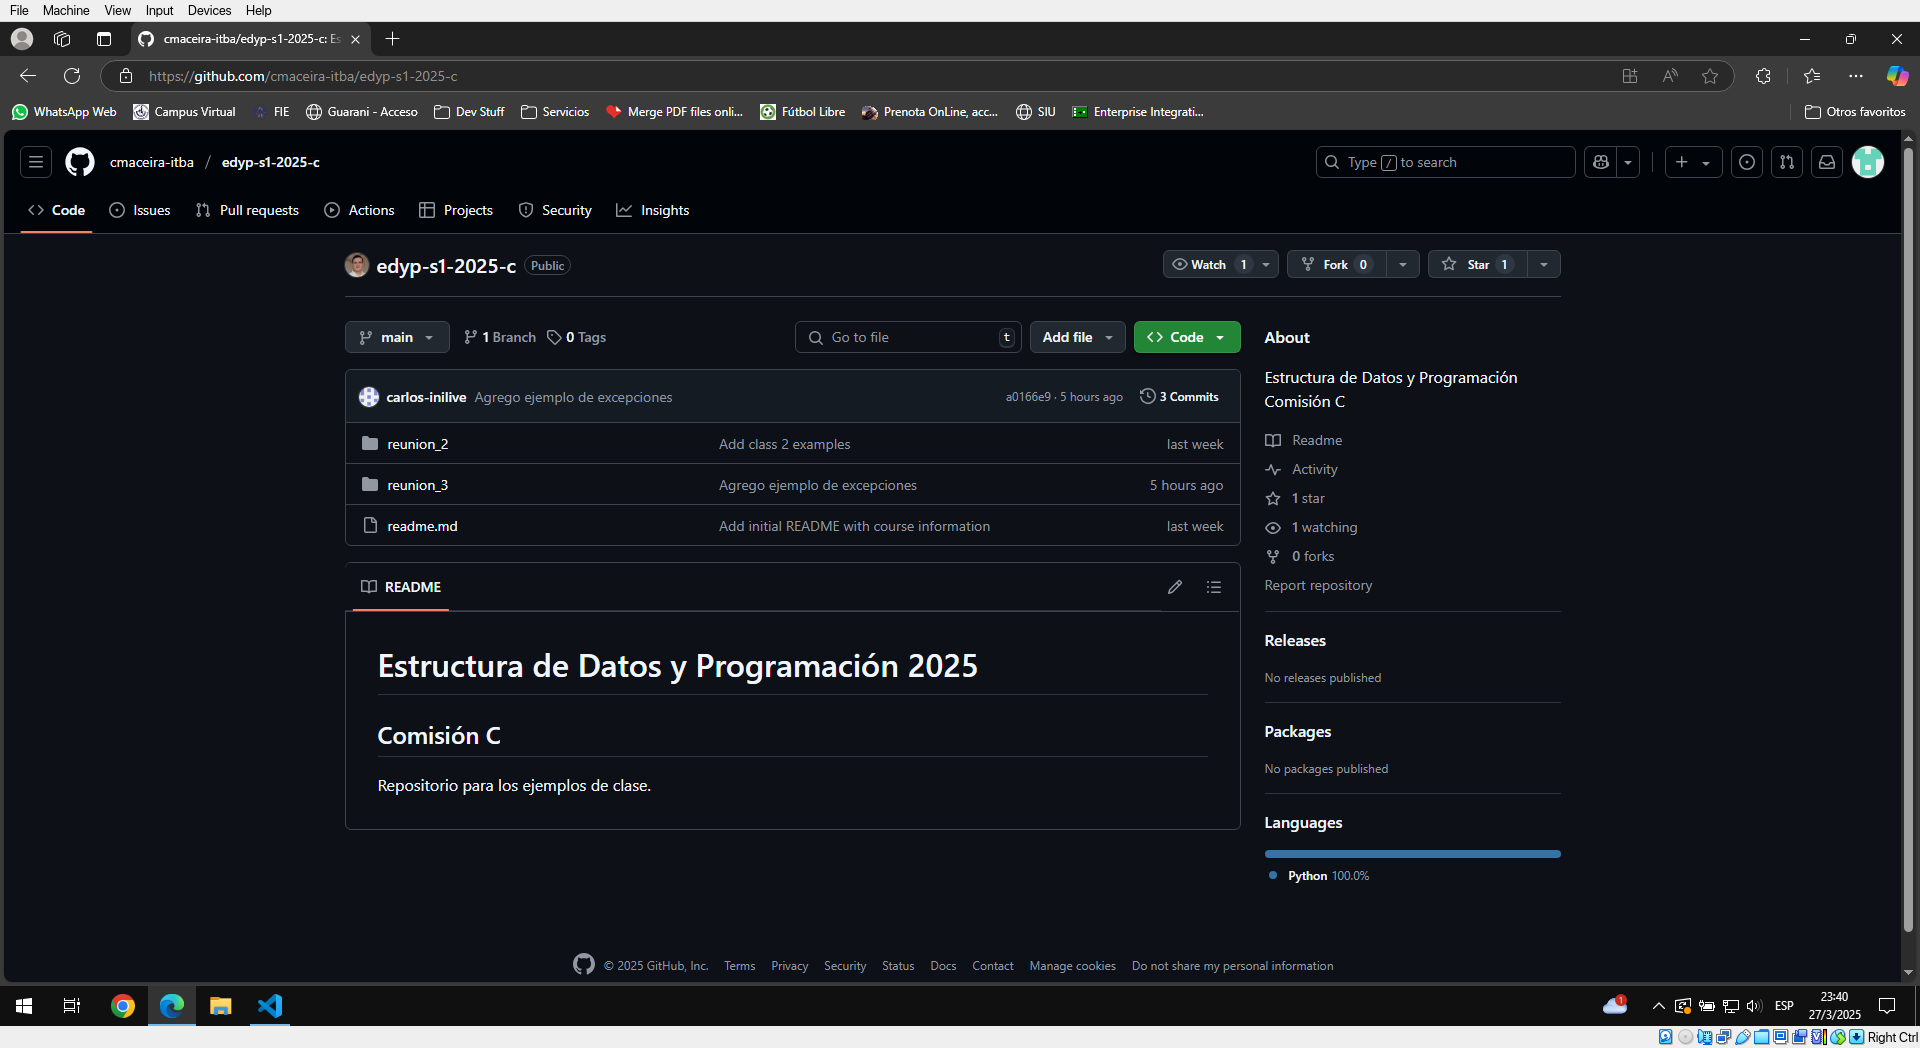 File Machine View Input Devices Help
cmaceira-itba/edyp-s1-2025-c: Es
https://github.com/cmaceira-itba/edyp-s1-2025-c
WhatsApp Web Campus Virtual FIE Guarani - Acceso Dev Stuff Servicios Merge PDF files onli... Fútbol Libre Prenota OnLine, acc... SIU Enterprise Integrati... Otros favoritos
cmaceira-itba / edyp-s1-2025-c Type / to search
Code Issues Pull requests Actions Projects Security Insights
edyp-s1-2025-c Public Watch 1 Fork 0 Star 1
main 1 Branch 0 Tags Go to file t Add file Code
carlos-inilive Agrego ejemplo de excepciones a0166e9 · 5 hours ago 3 Commits
reunion_2 Add class 2 examples last week
reunion_3 Agrego ejemplo de excepciones 5 hours ago
readme.md Add initial README with course information last week
README
Estructura de Datos y Programación 2025
Comisión C
Repositorio para los ejemplos de clase.
About
Estructura de Datos y Programación
Comisión C
Readme
Activity
1 star
1 watching
0 forks
Report repository
Releases
No releases published
Packages
No packages published
Languages
Python 100.0%
© 2025 GitHub, Inc. Terms Privacy Security Status Docs Contact Manage cookies Do not share my personal information
1 ESP 23:40
27/3/2025
Right Ctrl